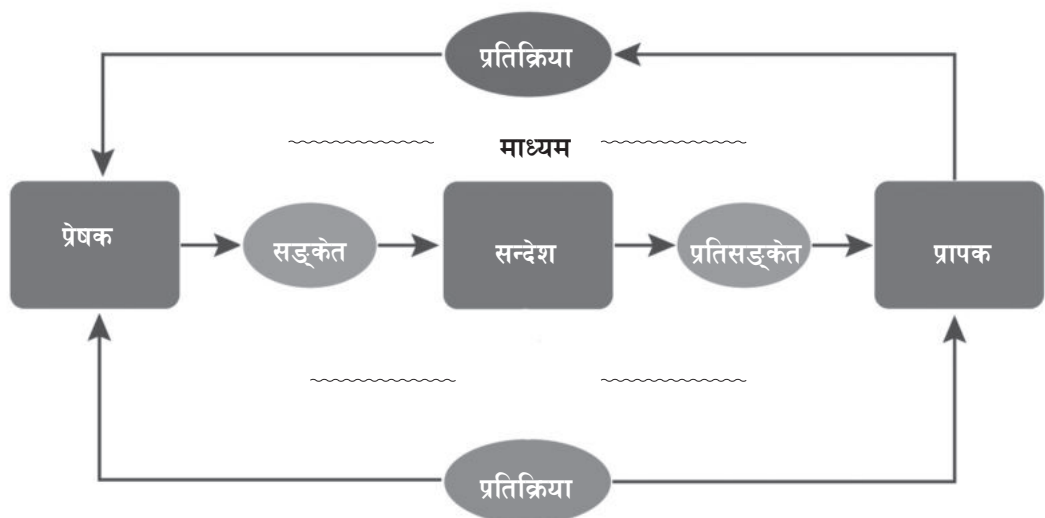 प्रतिक्रिया
माध्यम
प्रेषक
सङ्केत
सन्देश
प्रतिसङ्केत
प्रापक
प्रतिक्रिया